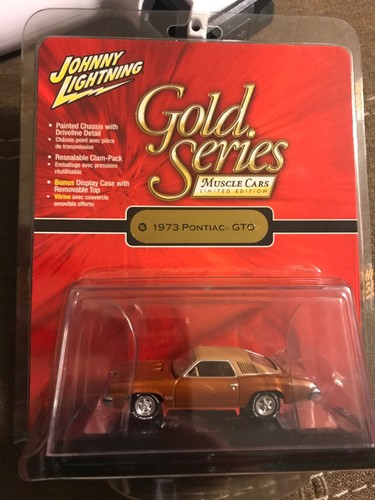 JOHNNY
LIGHTNING
Gold
Series
MUSCLE CARS
LIMITED EDITION
• Painted Chassis with
Driveline Detail
Châssis peint avec pièce
de transmission
• Resealable Clam-Pack
Emballage avec pressions
réutilisable
• Bonus Display Case with
Removable Top
Vitrine avec couvercle
amovible offerte
1973 PONTIAC GTO